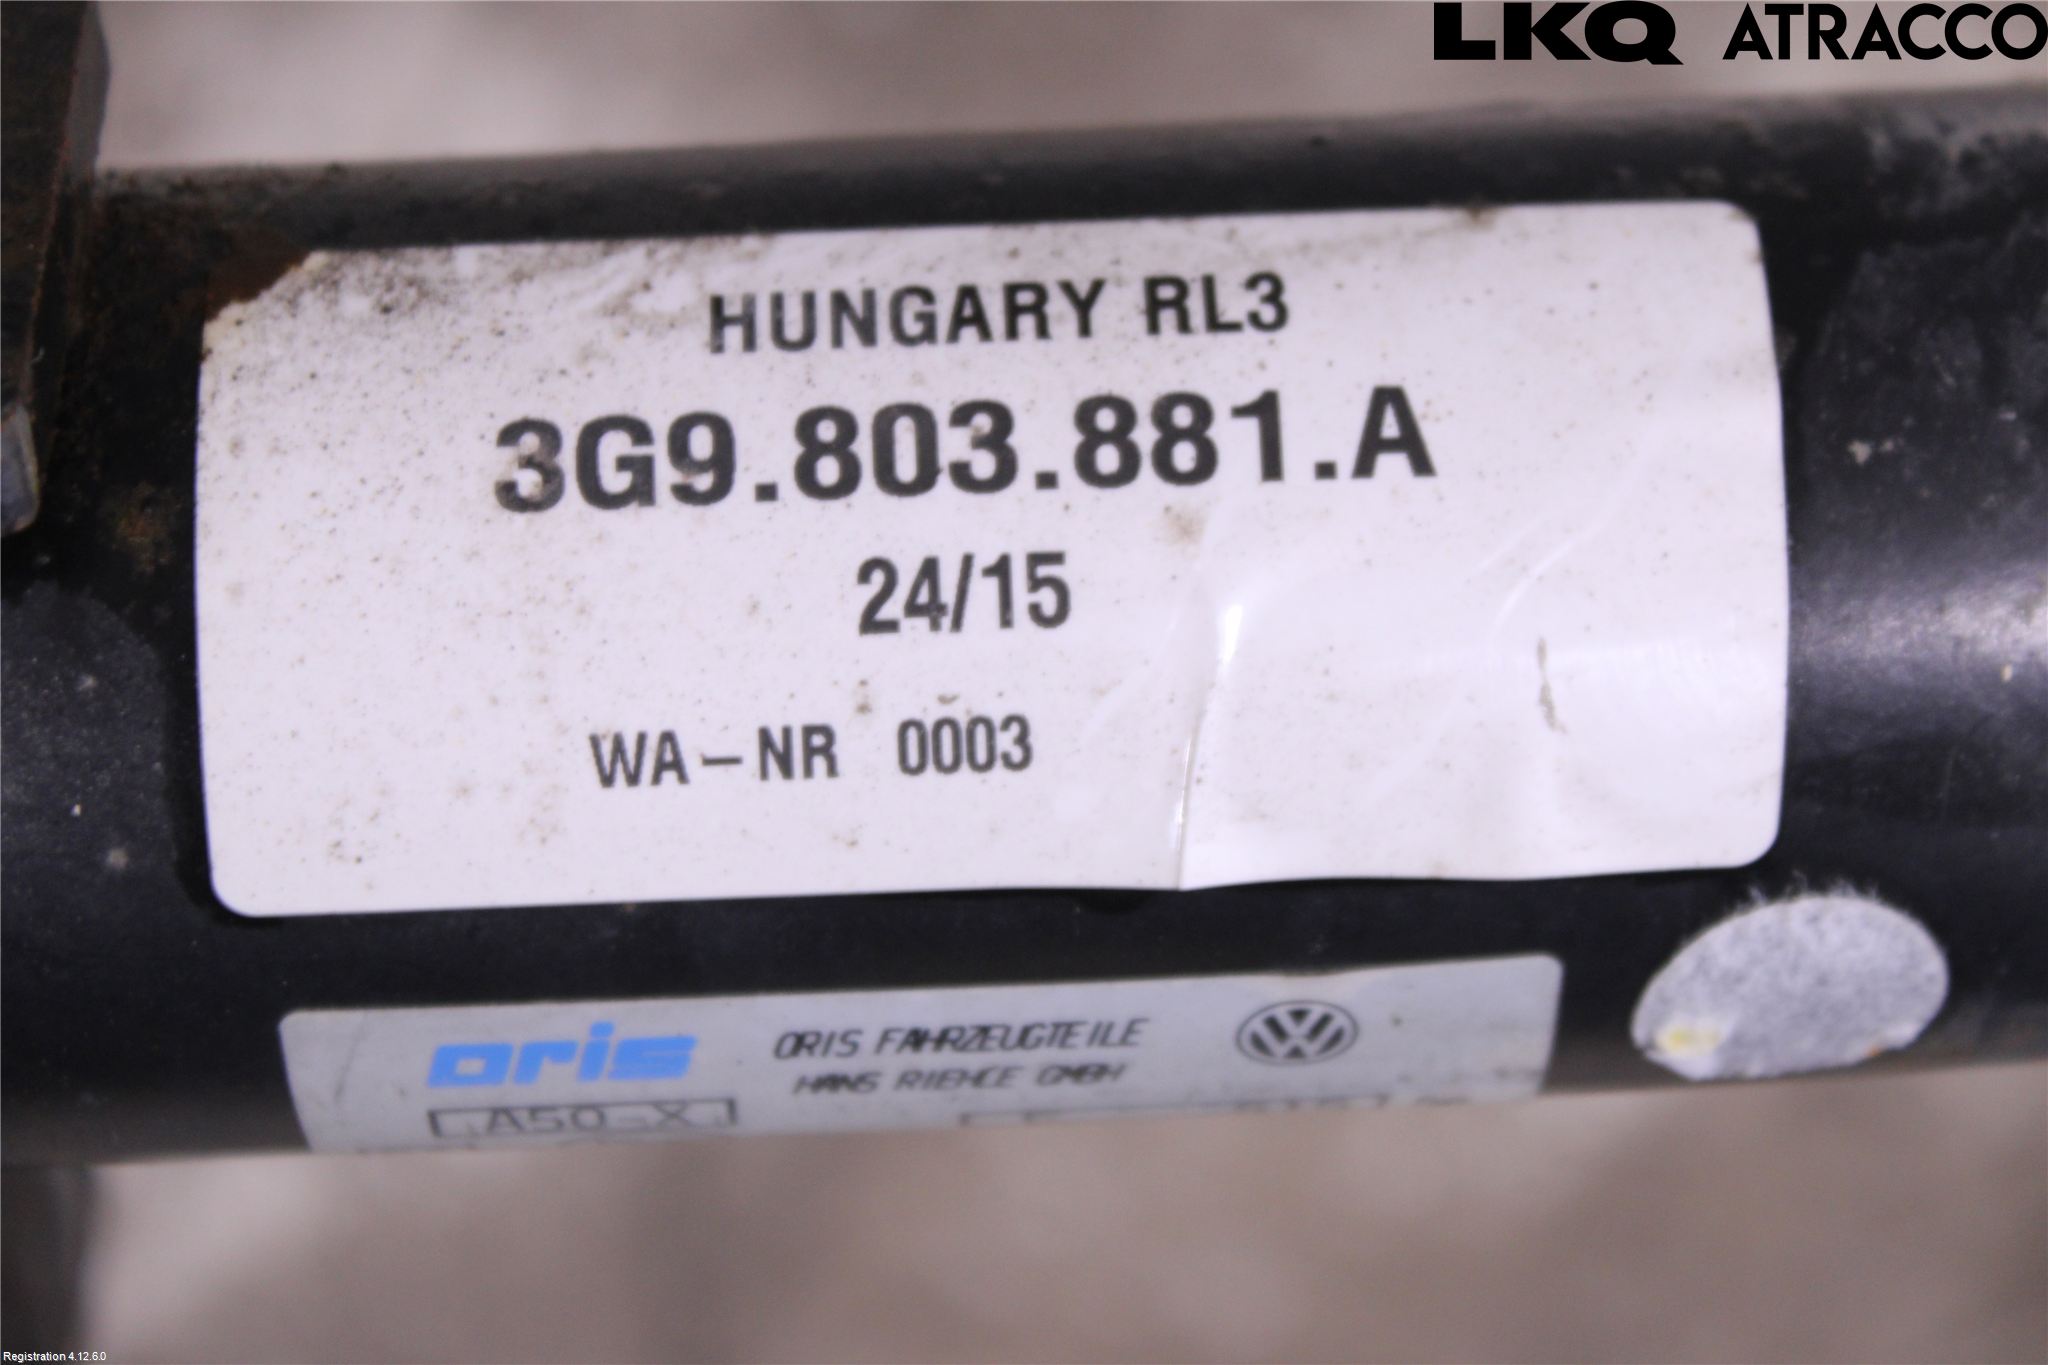 LKQ ATRACCO
HUNGARY RL3
3G9.803.881.A
24/15
WA-NR 0003
oris
ORIS FAHRZEUGTEILE
HANS RIEHLE GMBH
A50-X
Registration 4.12.6.0